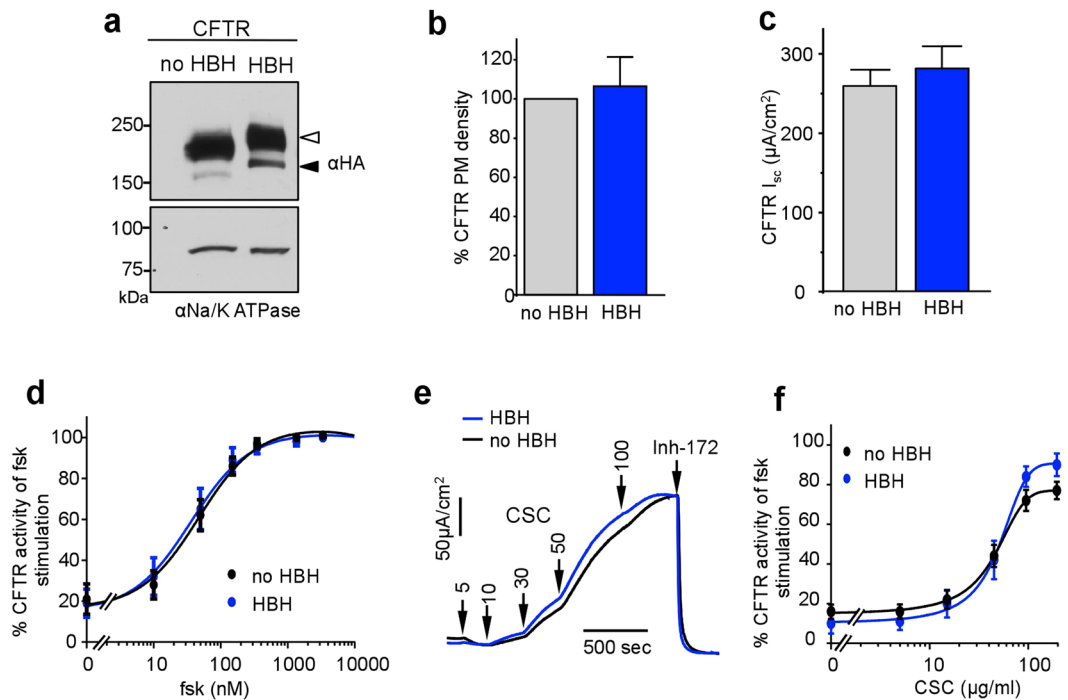 a
CFTR
no HBH HBH
250
150
αHA
100
75
kDa
αNa/K ATPase
b
% CFTR PM density
120
100
80
60
40
20
0
no HBH HBH
c
CFTR Isc (µA/cm2)
300
200
100
0
no HBH HBH
d
% CFTR activity of fsk
stimulation
100
80
60
40
20
0
no HBH
HBH
0 10 100 1000 10000
fsk (nM)
e
HBH
no HBH
50µA/cm2
CSC
5
10
30
50
100
Inh-172
500 sec
f
% CFTR activity of fsk
stimulation
100
80
60
40
20
0
no HBH
HBH
0 10 100
CSC (µg/ml)